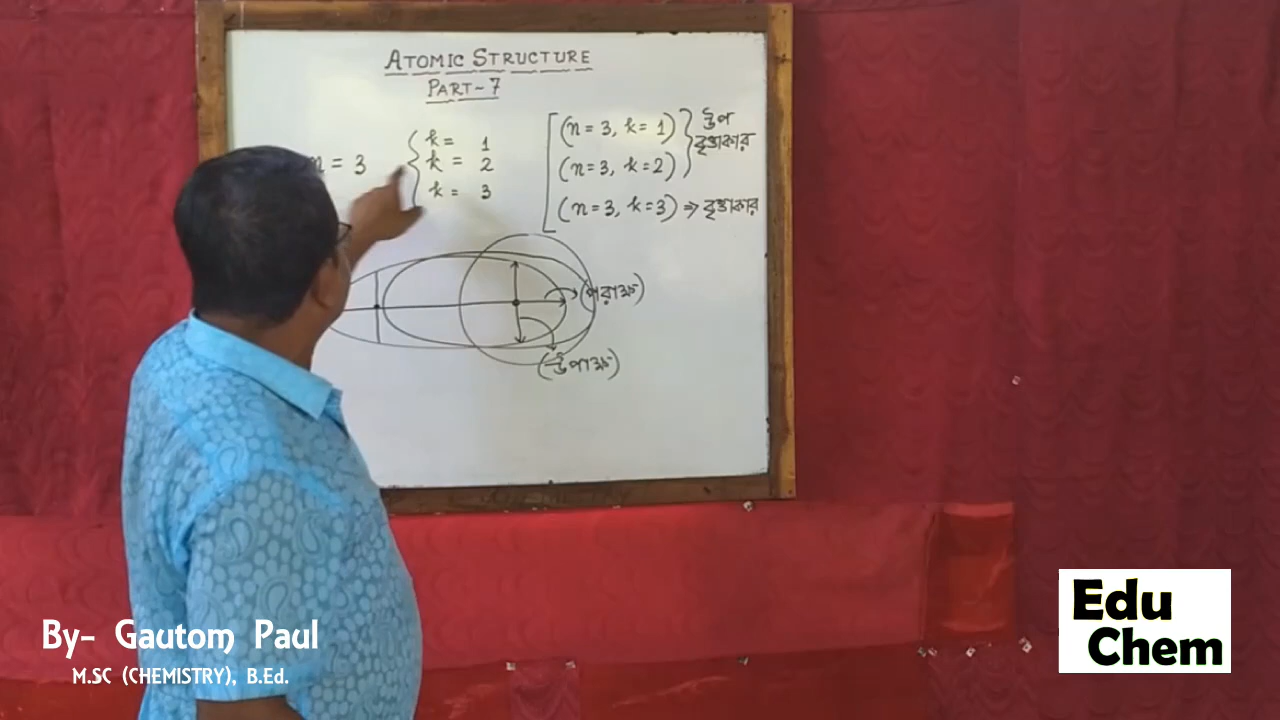 ATOMIC STRUCTURE
PART-7
n = 3
k = 1
k = 2
k = 3
(n = 3, k = 1)
(n = 3, k = 2)
উপ
বৃত্তাকার
(n = 3, k = 3) ⇒ বৃত্তাকার
(পরাক্ষ)
(উপাক্ষ)
By- Gautom Paul
M.SC (CHEMISTRY), B.Ed.
Edu
Chem